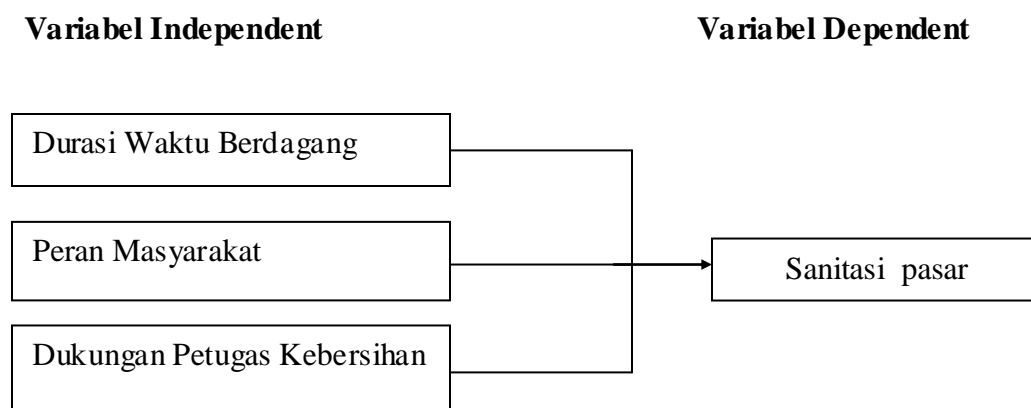 Variabel Independent
Variabel Dependent
Durasi Waktu Berdagang
Peran Masyarakat
Sanitasi pasar
Dukungan Petugas Kebersihan